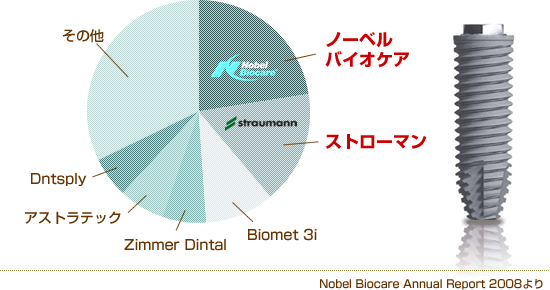 その他
Nobel
Biocare
ノーベル
バイオケア
straumann
ストローマン
Biomet 3i
Zimmer Dintal
アストラテック
Dntsply
Nobel Biocare Annual Report 2008より